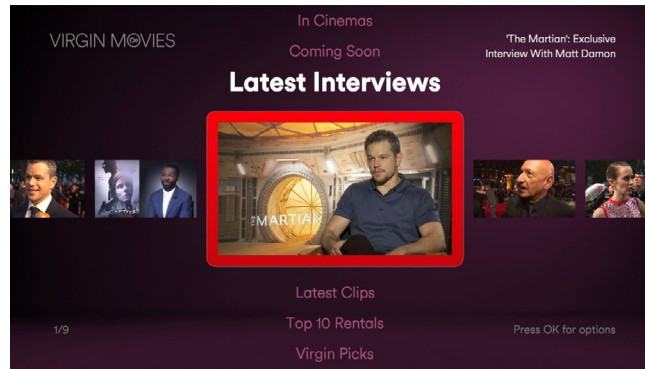 In Cinemas
VIRGIN MOVIES
Coming Soon
'The Martian': Exclusive
Interview With Matt Damon
Latest Interviews
THE
MARTIAN
Latest Clips
1/9
Top 10 Rentals
Press OK for options
Virgin Picks